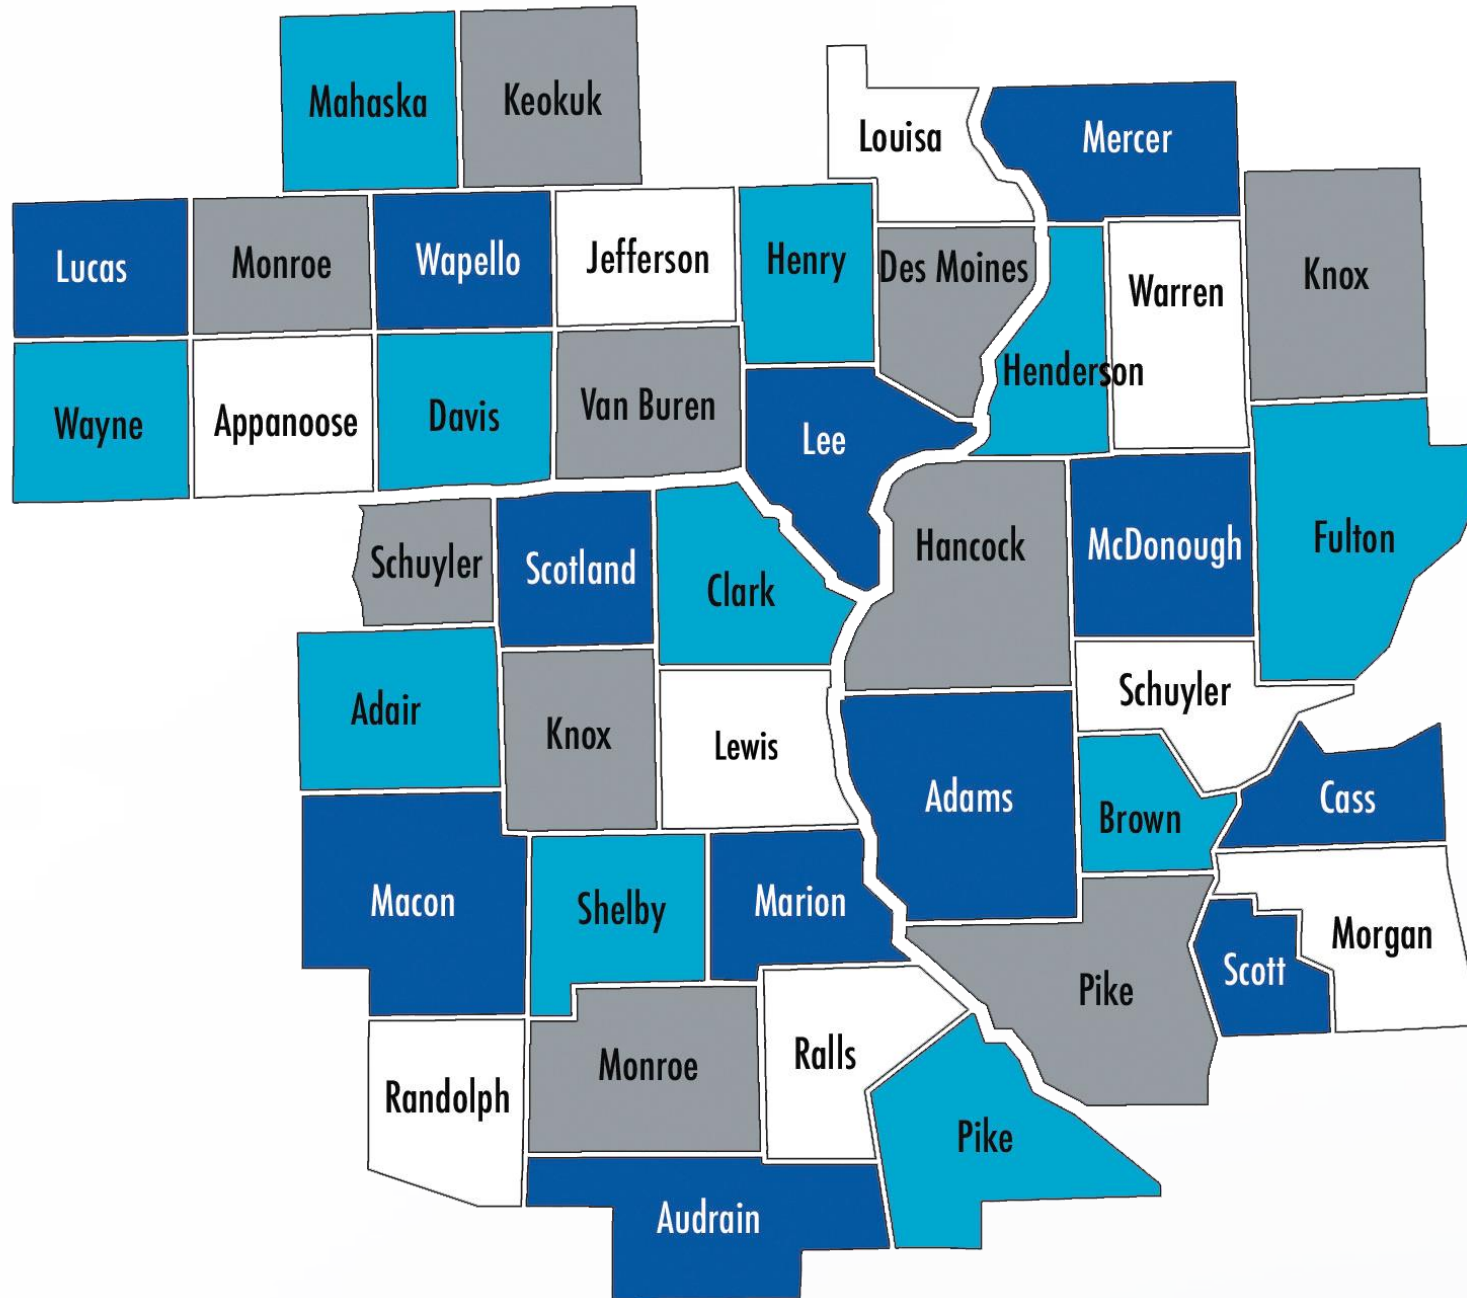 Mahaska
Keokuk
Louisa
Mercer
Lucas
Monroe
Wapello
Jefferson
Henry
Des Moines
Warren
Knox
Wayne
Appanoose
Davis
Van Buren
Lee
Henderson
Schuyler
Scotland
Clark
Hancock
McDonough
Fulton
Adair
Knox
Lewis
Schuyler
Adams
Brown
Cass
Macon
Shelby
Marion
Pike
Scott
Morgan
Randolph
Monroe
Ralls
Pike
Audrain